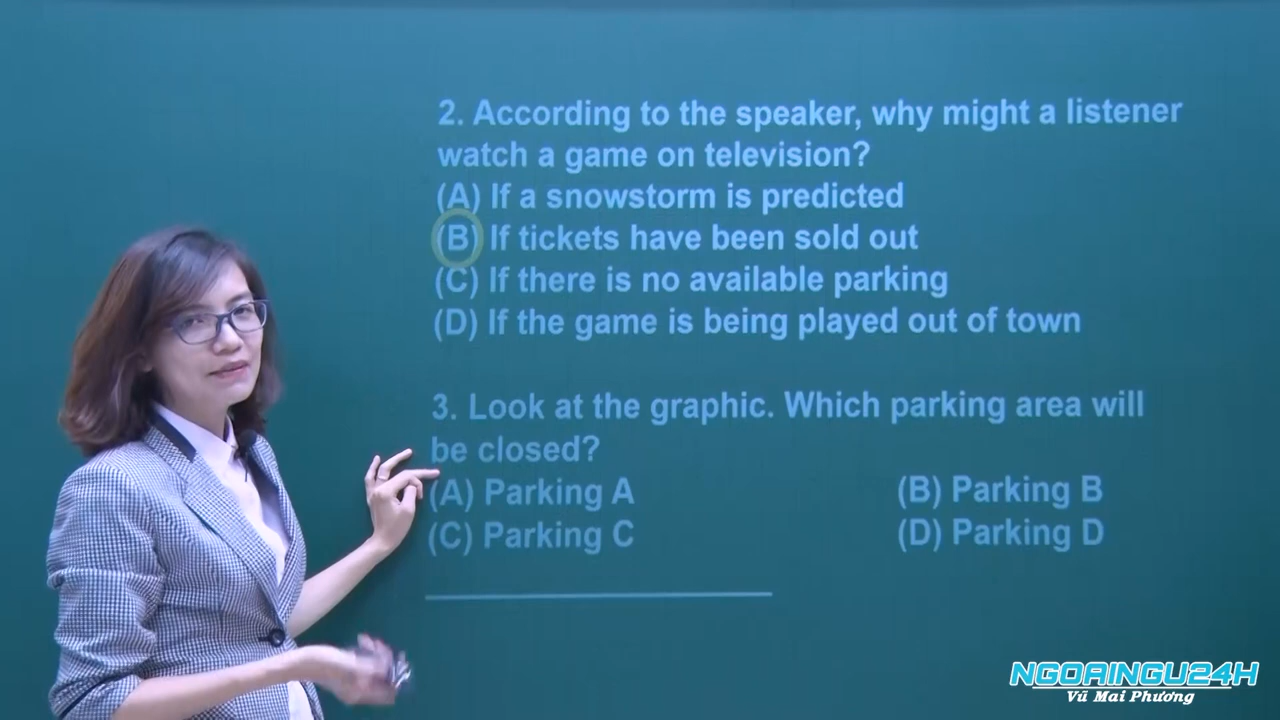 2. According to the speaker, why might a listener
watch a game on television?
(A) If a snowstorm is predicted
(B) If tickets have been sold out
(C) If there is no available parking
(D) If the game is being played out of town
3. Look at the graphic. Which parking area will
be closed?
(A) Parking A (B) Parking B
(C) Parking C (D) Parking D
NGOAINGU24H
Vũ Mai Phương